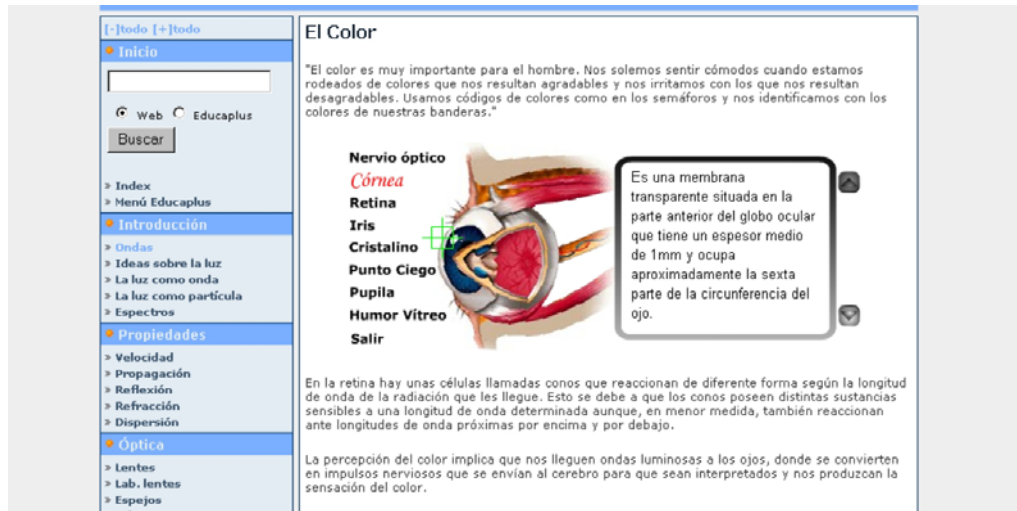 [-]todo [+]todo
Inicio
Web Educaplus
Buscar
» Index
» Menú Educaplus
Introducción
» Ondas
» Ideas sobre la luz
» La luz como onda
» La luz como partícula
» Espectros
Propiedades
» Velocidad
» Propagación
» Reflexión
» Refracción
» Dispersión
Óptica
» Lentes
» Lab. lentes
» Espejos
El Color
"El color es muy importante para el hombre. Nos solemos sentir cómodos cuando estamos
rodeados de colores que nos resultan agradables y nos irritamos con los que nos resultan
desagradables. Usamos códigos de colores como en los semáforos y nos identificamos con los
colores de nuestras banderas."
Nervio óptico
Córnea
Retina
Iris
Cristalino
Punto Ciego
Pupila
Humor Vítreo
Salir
Es una membrana
transparente situada en la
parte anterior del globo ocular
que tiene un espesor medio
de 1mm y ocupa
aproximadamente la sexta
parte de la circunferencia del
ojo.
En la retina hay unas células llamadas conos que reaccionan de diferente forma según la longitud
de onda de la radiación que les llegue. Esto se debe a que los conos poseen distintas sustancias
sensibles a una longitud de onda determinada aunque, en menor medida, también reaccionan
ante longitudes de onda próximas por encima y por debajo.
La percepción del color implica que nos lleguen ondas luminosas a los ojos, donde se convierten
en impulsos nerviosos que se envían al cerebro para que sean interpretados y nos produzcan la
sensación del color.